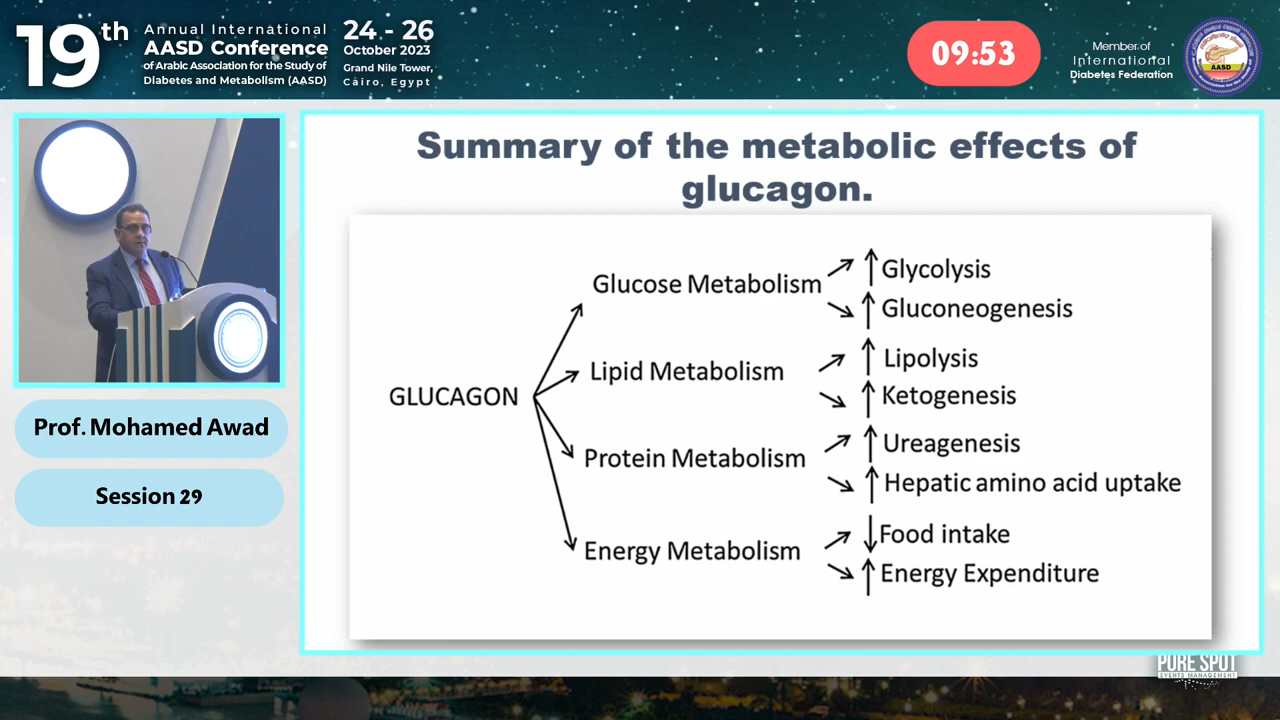 19th
Annual International
AASD Conference
of Arabic Association for the Study of
Diabetes and Metabolism (AASD)
24 - 26
October 2023
Grand Nile Tower,
Cairo, Egypt
09:53
Member of
International
Diabetes Federation
AASD
Summary of the metabolic effects of
glucagon.
GLUCAGON
Glucose Metabolism
↑ Glycolysis
↑ Gluconeogenesis
Lipid Metabolism
↑ Lipolysis
↑ Ketogenesis
Protein Metabolism
↑ Ureagenesis
↑ Hepatic amino acid uptake
Energy Metabolism
↓ Food intake
↑ Energy Expenditure
Prof. Mohamed Awad
Session 29
PURE SPOT
EVENTS MANAGEMENT